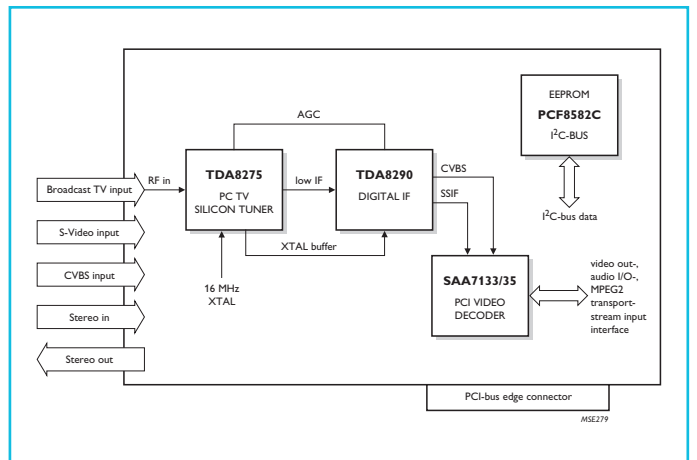 AGC
EEPROM
PCF8582C
I²C-BUS
I²C-bus data
Broadcast TV input
RF in
TDA8275
PC TV
SILICON TUNER
low IF
TDA8290
DIGITAL IF
CVBS
SSIF
S-Video input
CVBS input
Stereo in
Stereo out
XTAL buffer
16 MHz
XTAL
SAA7133/35
PCI VIDEO
DECODER
video out-,
audio I/O-,
MPEG2
transport-
stream input
interface
PCI-bus edge connector
MSE279